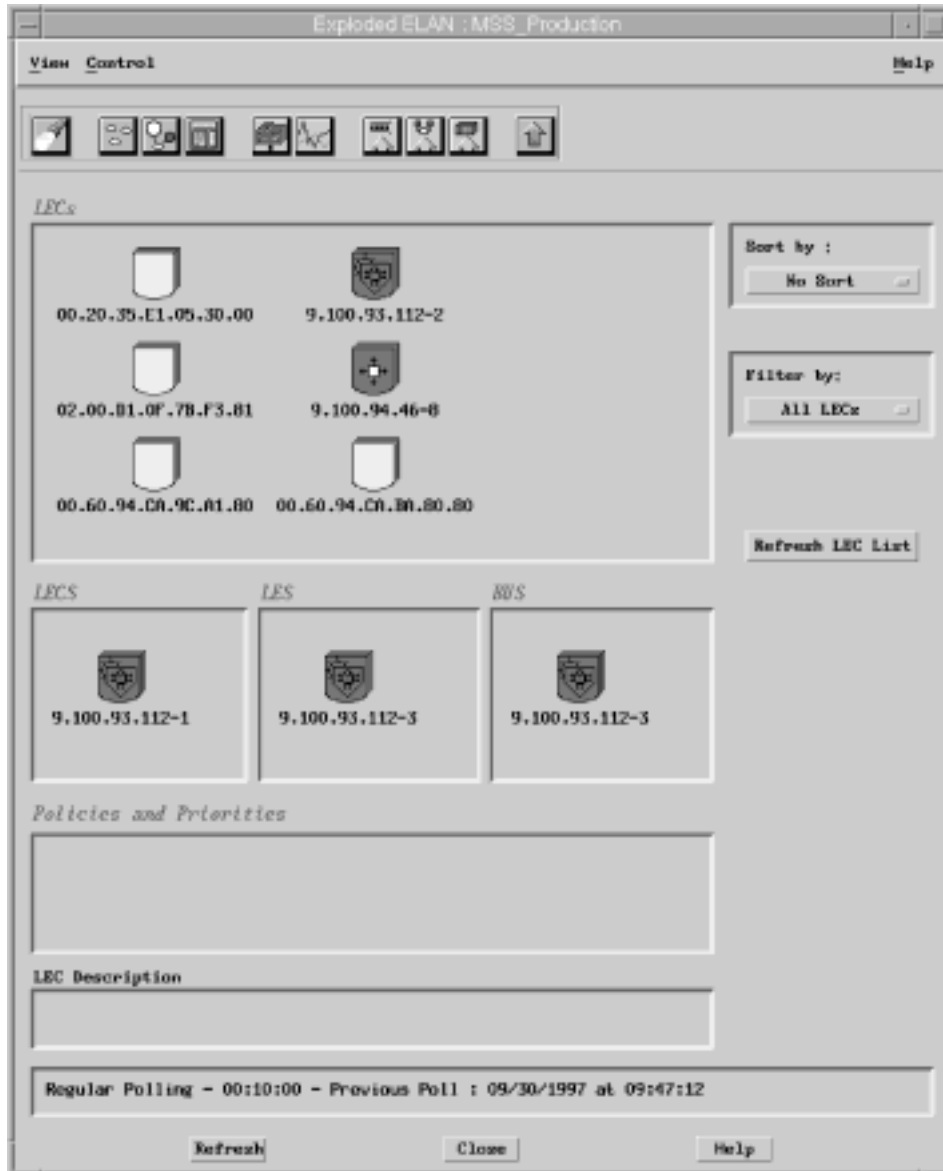 Exploded ELAN : MSS_Production
View Control Help
LECs
00.20.35.E1.05.30.00 9.100.93.112-2
02.00.D1.0F.7B.F3.81 9.100.94.46-8
00.60.94.CA.9C.A1.80 00.60.94.CA.BA.80.80
Sort by :
No Sort
Filter by:
All LECs
Refresh LEC List
LECS LES BUS
9.100.93.112-1 9.100.93.112-3 9.100.93.112-3
Policies and Priorities
LEC Description
Regular Polling - 00:10:00 - Previous Poll : 09/30/1997 at 09:47:12
Refresh Close Help